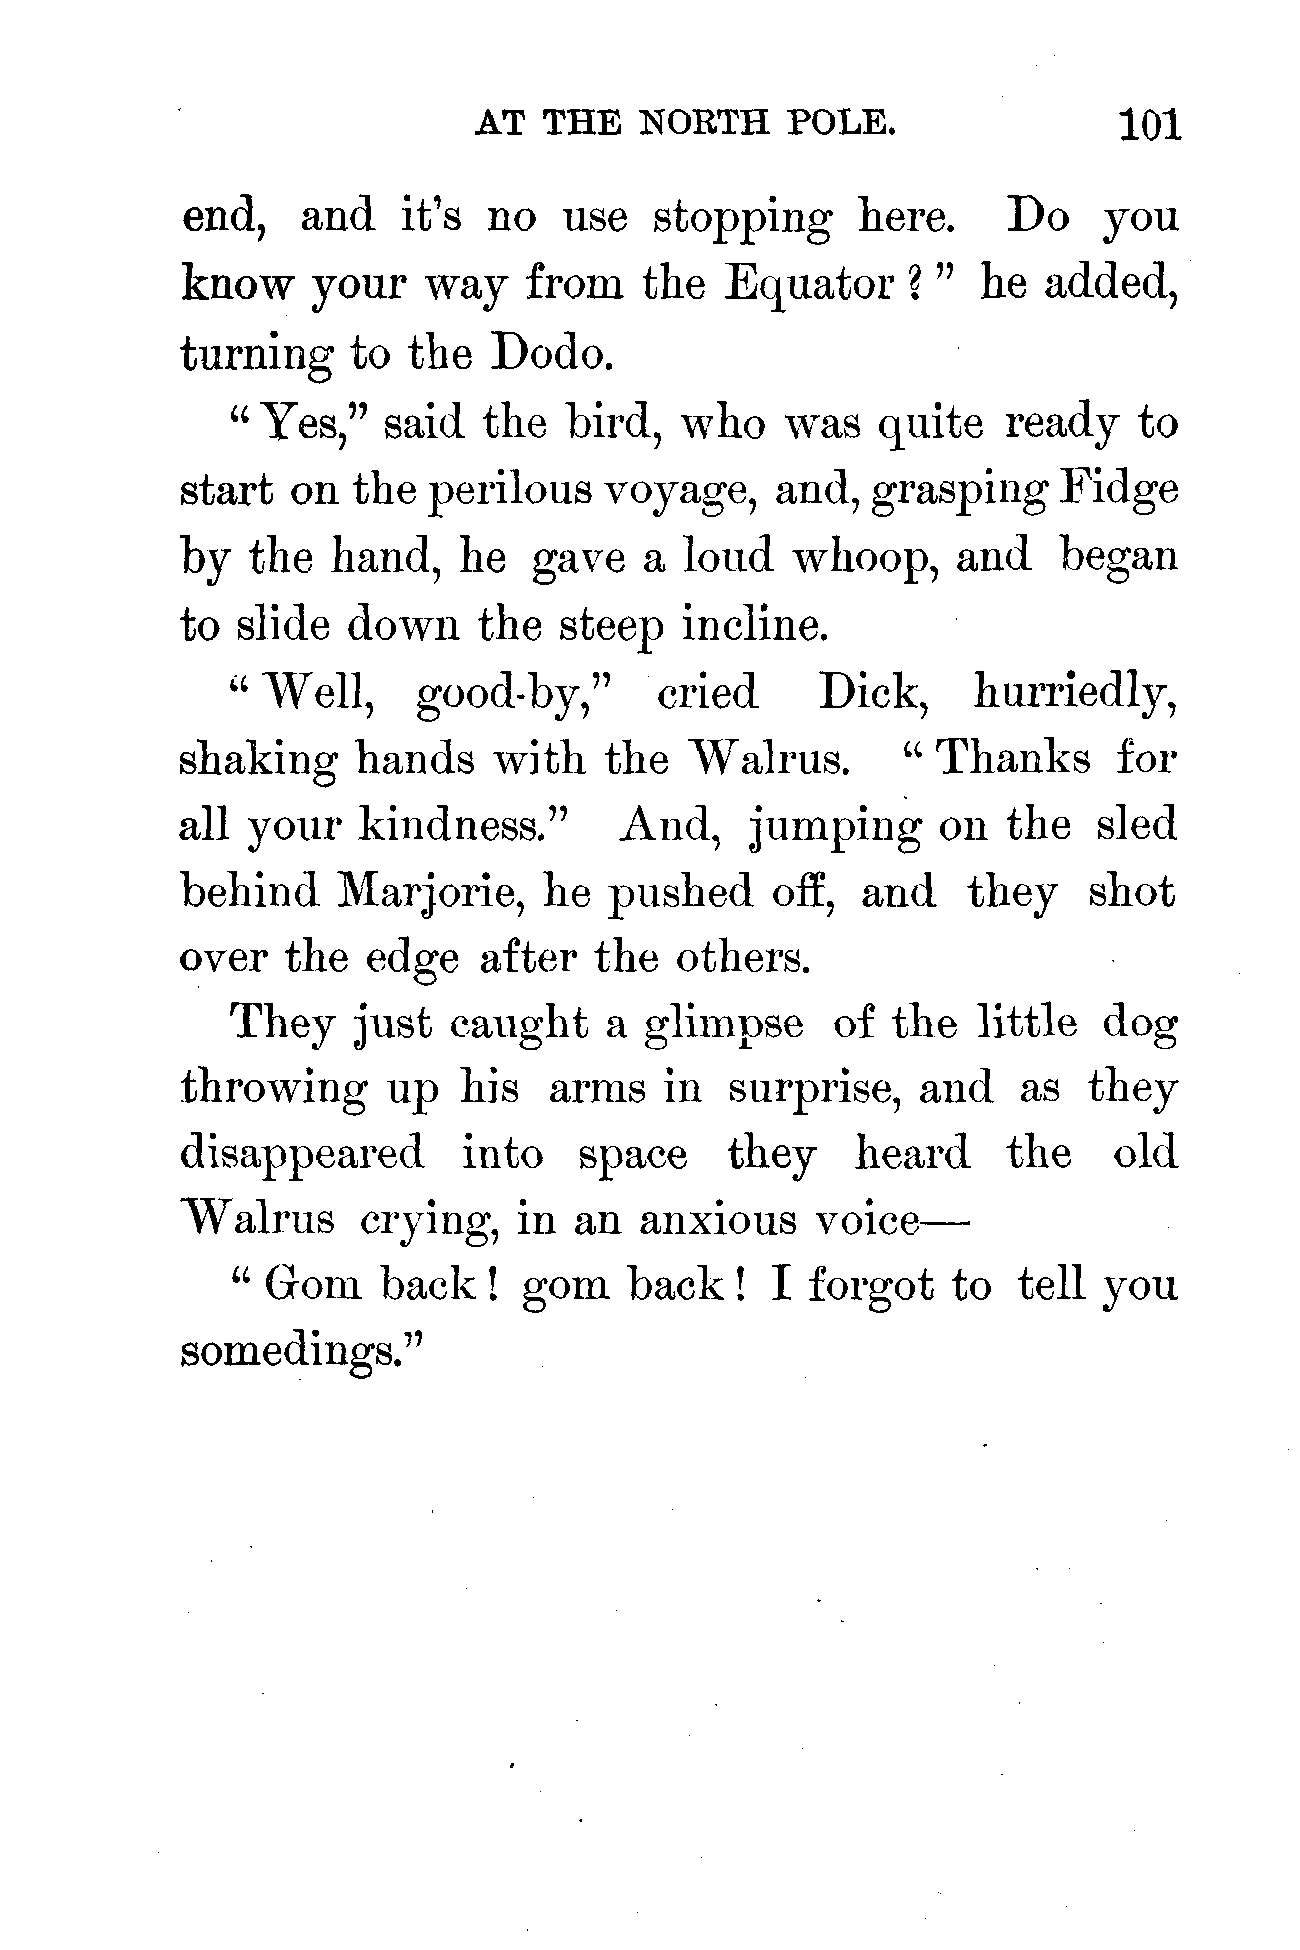 AT THE NORTH POLE. 101
end, and it's no use stopping here. Do you
know your way from the Equator ? " he added,
turning to the Dodo.
" Yes," said the bird, who was quite ready to
start on the perilous voyage, and, grasping Fidge
by the hand, he gave a loud whoop, and began
to slide down the steep incline.
" Well, good-by," cried Dick, hurriedly,
shaking hands with the Walrus. " Thanks for
all your kindness." And, jumping on the sled
behind Marjorie, he pushed off, and they shot
over the edge after the others.
They just caught a glimpse of the little dog
throwing up his arms in surprise, and as they
disappeared into space they heard the old
Walrus crying, in an anxious voice—
" Gom back ! gom back ! I forgot to tell you
somedings."